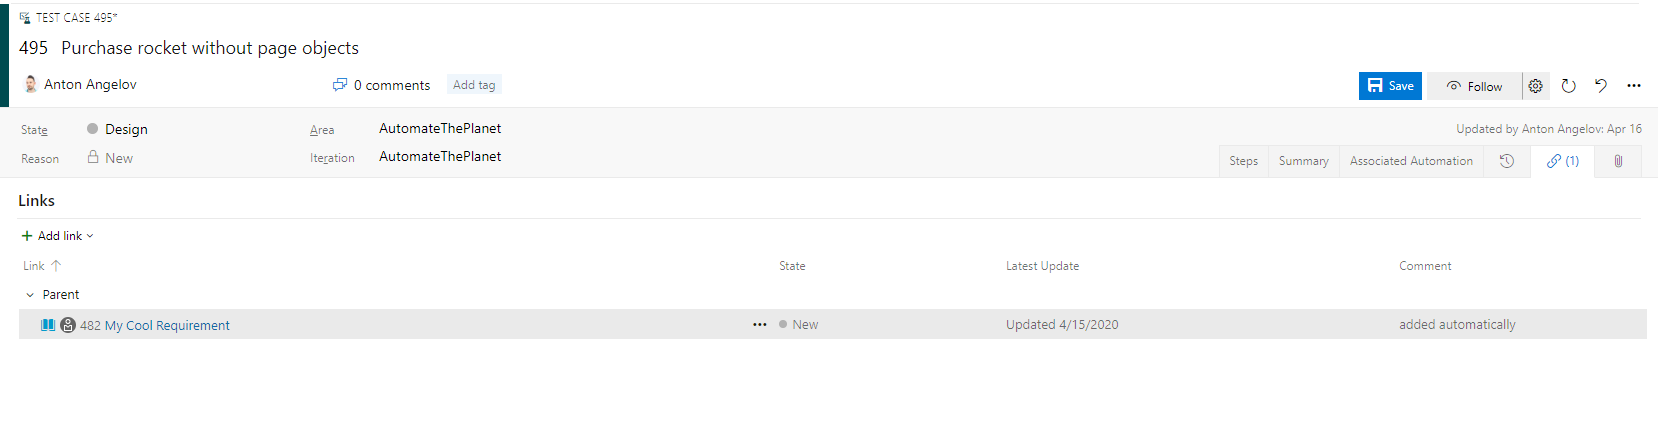 TEST CASE 495*
495 Purchase rocket without page objects
Anton Angelov 0 comments Add tag Save Follow
State Design Area AutomateThePlanet Updated by Anton Angelov: Apr 16
Reason New Iteration AutomateThePlanet
Steps Summary Associated Automation (1)
Links
+ Add link
Link State Latest Update Comment
Parent
482 My Cool Requirement ••• New Updated 4/15/2020 added automatically